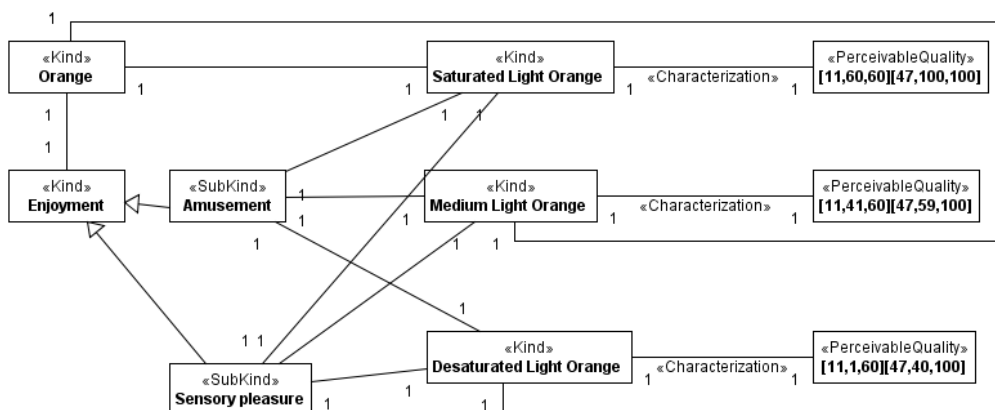 1
«Kind»
Orange
1
1
«Kind»
Saturated Light Orange
1
«Characterization»
1
«PerceivableQuality»
[11,60,60][47,100,100]
1
1
1
1
«Kind»
Enjoyment
«SubKind»
Amusement
1
1
1
1
«Kind»
Medium Light Orange
1
1
1
«Characterization»
1
«PerceivableQuality»
[11,41,60][47,59,100]
1
«Kind»
Desaturated Light Orange
1
«Characterization»
1
«PerceivableQuality»
[11,1,60][47,40,100]
1
1
«SubKind»
Sensory pleasure
1
1
1